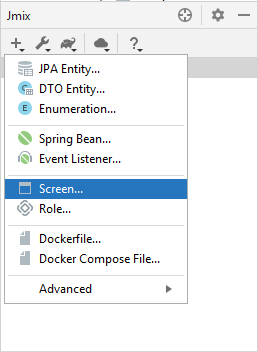 Jmix
JPA Entity...
DTO Entity...
E Enumeration...
Spring Bean...
Event Listener...
Screen...
Role...
Dockerfile...
Docker Compose File...
Advanced